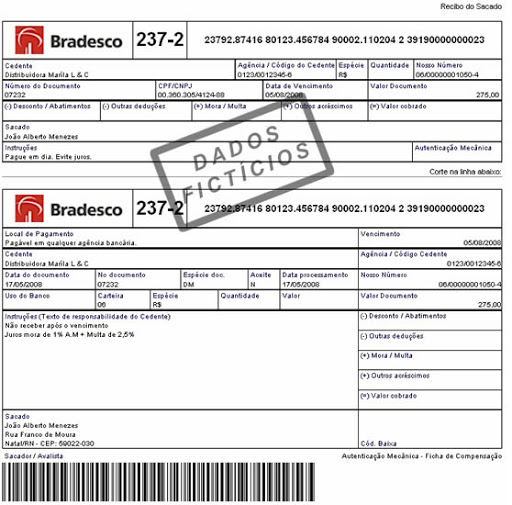 Recibo do Sacado
Bradesco 237-2 23792.87416 80123.456784 90002.110204 2 39190000000023
Cedente Agência / Código do Cedente Espécie Quantidade Nosso Número
Distribuidora Marila L & C 0123/0012345-6 R$ 06/00000001050-4
Número do Documento CPF/CNPJ Data de Vencimento Valor Documento
07232 00.360.305/4124-88 05/08/2008 275,00
(-) Desconto / Abatimentos (-) Outras deduções (+) Mora / Multa (+) Outros acréscimos (=) Valor cobrado
Sacado
João Alberto Menezes
Instruções Autenticação Mecânica
Pague em dia. Evite juros.
DADOS
FICTÍCIOS
Corte na linha abaixo:
Bradesco 237-2 23792.87416 80123.456784 90002.110204 2 39190000000023
Local de Pagamento Vencimento
Pagável em qualquer agência bancária. 05/08/2008
Cedente Agência / Código Cedente
Distribuidora Marila L & C 0123/0012345-6
Data do documento No documento Espécie doc. Aceite Data processamento Nosso Número
17/05/2008 07232 DM N 17/05/2008 06/00000001050-4
Uso do Banco Carteira Espécie Quantidade Valor Valor Documento
06 R$ 275,00
Instruções (Texto de responsabilidade do Cedente) (-) Desconto / Abatimentos
Não receber após o vencimento
Juros mora de 1% A.M + Multa de 2,5%
(-) Outras deduções
(+) Mora / Multa
(+) Outros acréscimos
(=) Valor cobrado
Sacado
João Alberto Menezes
Rua Franco de Moura
Natal/RN - CEP: 59022-030 Cód. Baixa
Sacador / Avalista Autenticação Mecânica - Ficha de Compensação